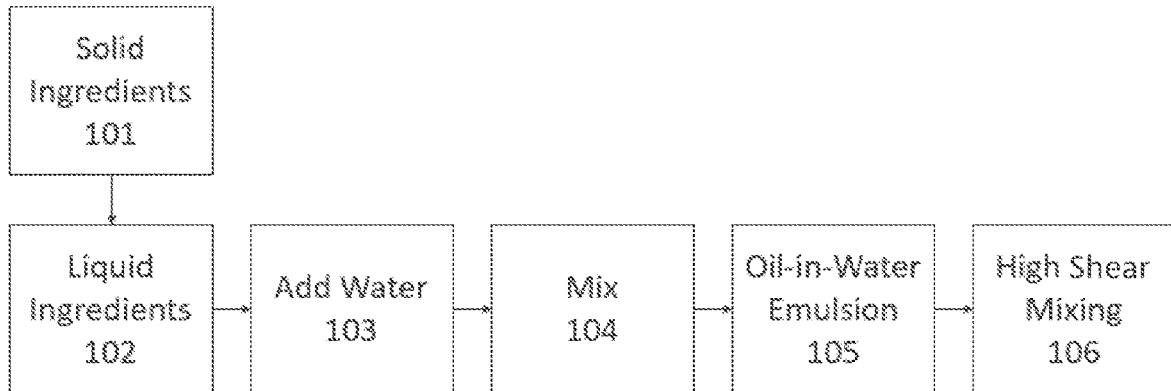 Solid
Ingredients
101
Liquid
Ingredients
102
Add Water
103
Mix
104
Oil-in-Water
Emulsion
105
High Shear
Mixing
106